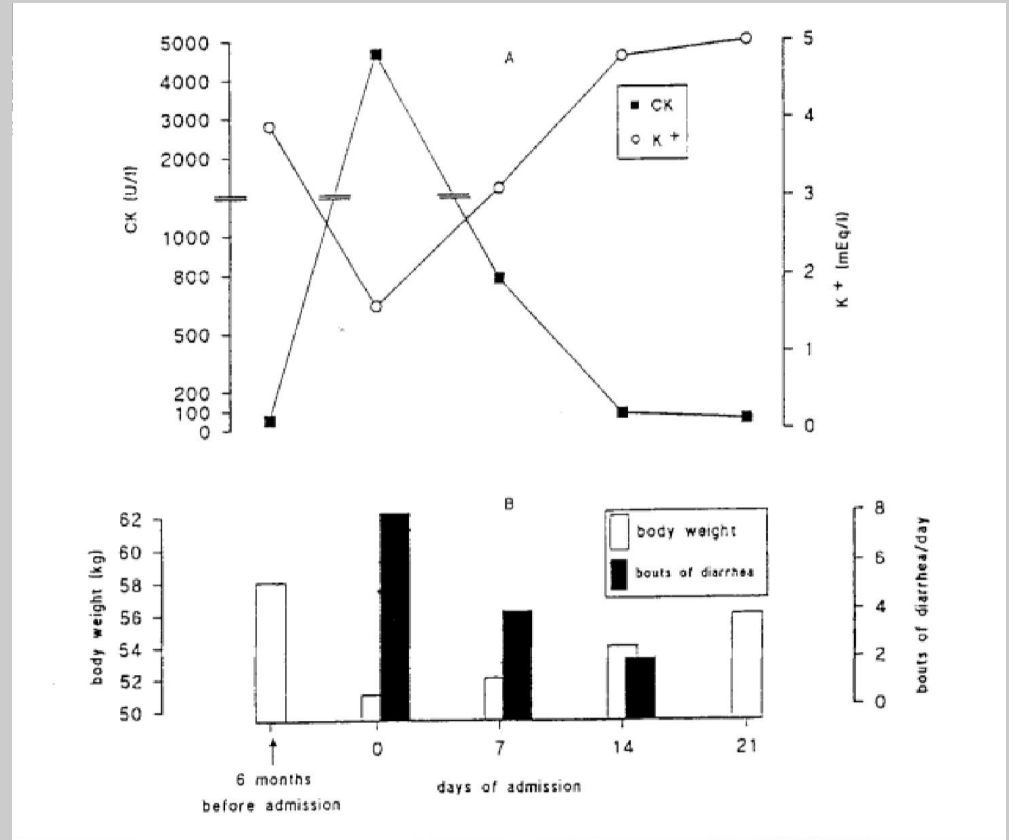 A
5000
4000
3000
2000
1000
800
500
200
100
0
CK (U/l)
5
4
3
2
1
0
K + (mEq/l)
CK
K +
B
62
60
58
56
54
52
50
body weight (kg)
8
6
4
2
0
bouts of diarrhea/day
body weight
bouts of diarrhea
0 7 14 21
6 months
before admission
days of admission